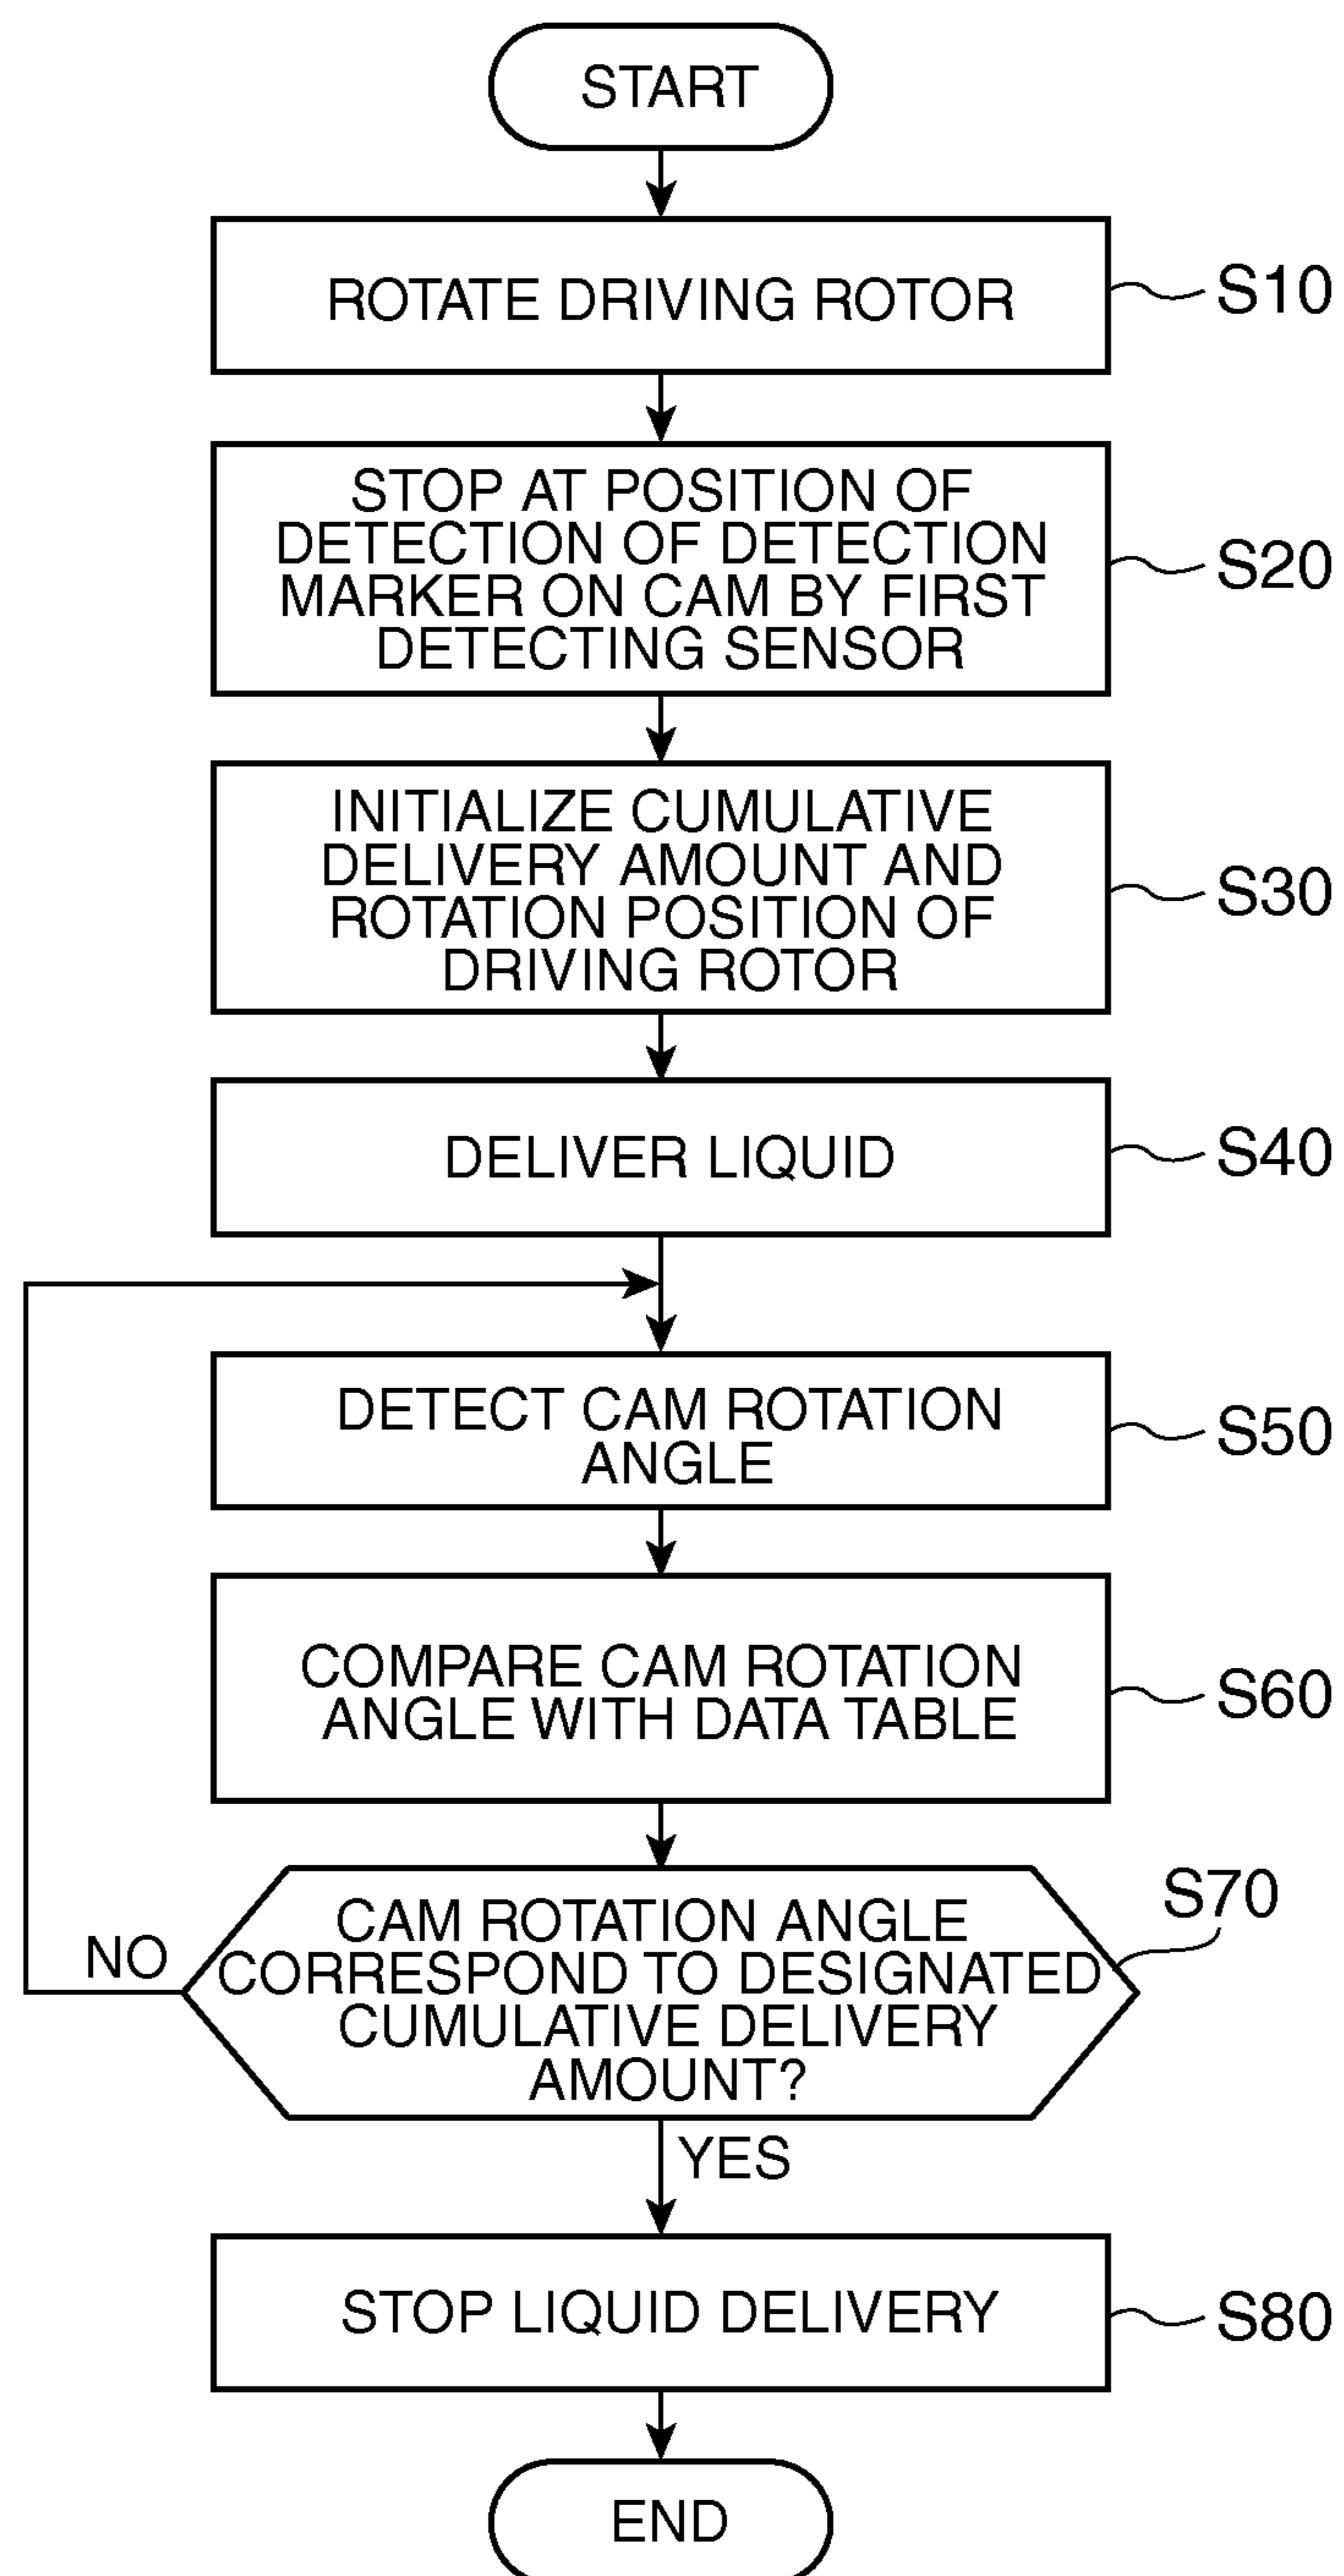 START
ROTATE DRIVING ROTOR
S10
STOP AT POSITION OF
DETECTION OF DETECTION
MARKER ON CAM BY FIRST
DETECTING SENSOR
S20
INITIALIZE CUMULATIVE
DELIVERY AMOUNT AND
ROTATION POSITION OF
DRIVING ROTOR
S30
DELIVER LIQUID
S40
DETECT CAM ROTATION
ANGLE
S50
COMPARE CAM ROTATION
ANGLE WITH DATA TABLE
S60
CAM ROTATION ANGLE
CORRESPOND TO DESIGNATED
CUMULATIVE DELIVERY
AMOUNT?
S70
NO
YES
STOP LIQUID DELIVERY
S80
END